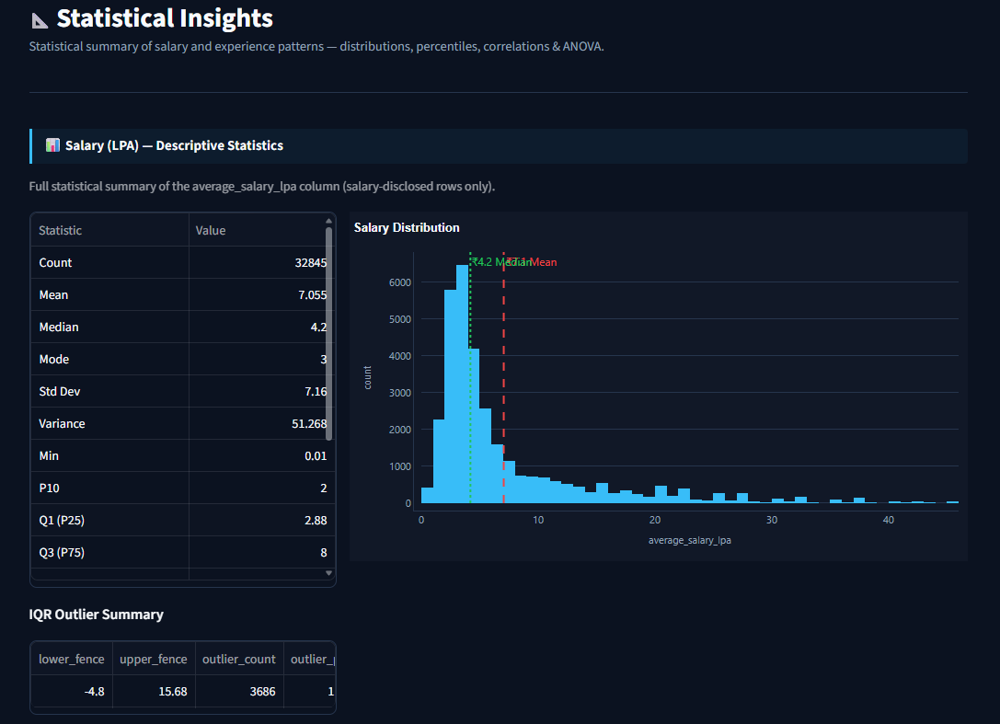 Statistical Insights
Statistical summary of salary and experience patterns — distributions, percentiles, correlations & ANOVA.
Salary (LPA) — Descriptive Statistics
Full statistical summary of the average_salary_lpa column (salary-disclosed rows only).
Statistic Value
Count 32845
Mean 7.055
Median 4.2
Mode 3
Std Dev 7.16
Variance 51.268
Min 0.01
P10 2
Q1 (P25) 2.88
Q3 (P75) 8
Salary Distribution
₹4.2 Median
Mean
6000
5000
4000
3000
2000
1000
0
count
0 10 20 30 40
average_salary_lpa
IQR Outlier Summary
lower_fence upper_fence outlier_count outlier_
-4.8 15.68 3686 1